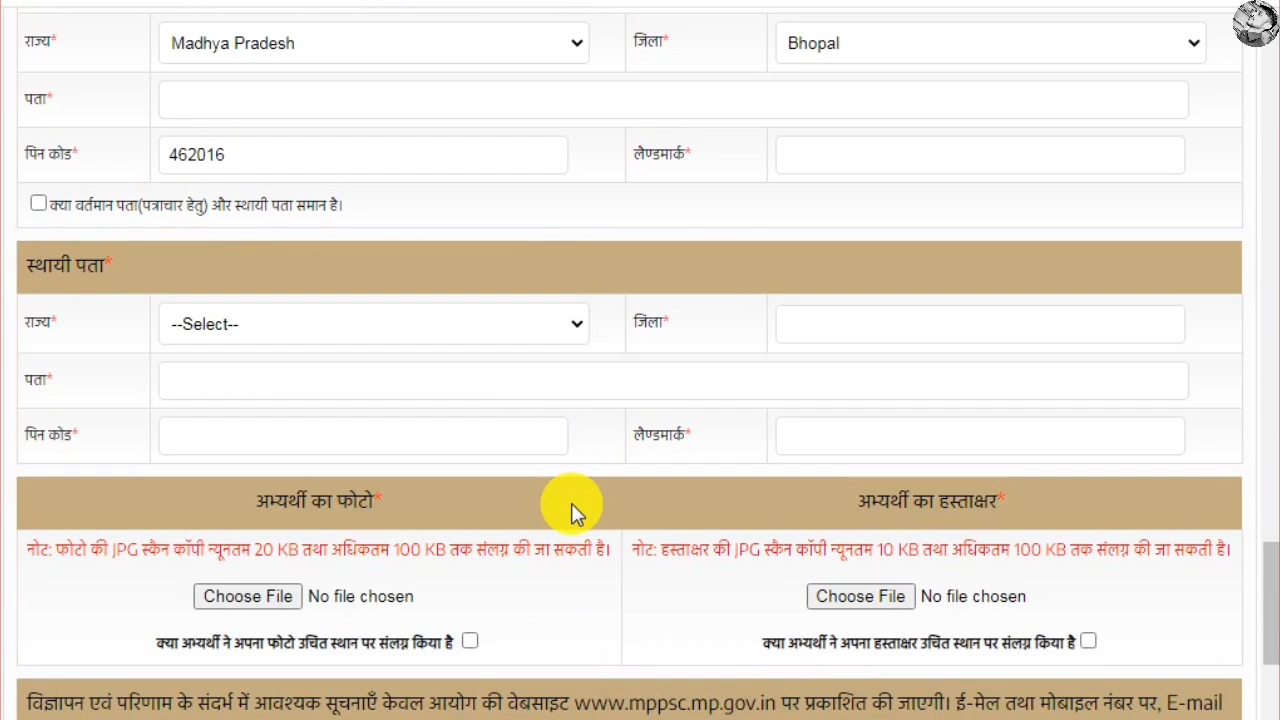 राज्य* Madhya Pradesh जिला* Bhopal
पता*
पिन कोड* 462016 लैण्डमार्क*
क्या वर्तमान पता(पत्राचार हेतु) और स्थायी पता समान है।
स्थायी पता*
राज्य* --Select-- जिला*
पता*
पिन कोड* लैण्डमार्क*
अभ्यर्थी का फोटो* अभ्यर्थी का हस्ताक्षर*
नोट: फोटो की JPG स्कैन कॉपी न्यूनतम 20 KB तथा अधिकतम 100 KB तक संलग्न की जा सकती है। नोट: हस्ताक्षर की JPG स्कैन कॉपी न्यूनतम 10 KB तथा अधिकतम 100 KB तक संलग्न की जा सकती है।
Choose File No file chosen Choose File No file chosen
क्या अभ्यर्थी ने अपना फोटो उचित स्थान पर संलग्न किया है क्या अभ्यर्थी ने अपना हस्ताक्षर उचित स्थान पर संलग्न किया है
विज्ञापन एवं परिणाम के संदर्भ में आवश्यक सूचनाएँ केवल आयोग की वेबसाइट www.mppsc.mp.gov.in पर प्रकाशित की जाएगी। ई-मेल तथा मोबाइल नंबर पर, E-mail